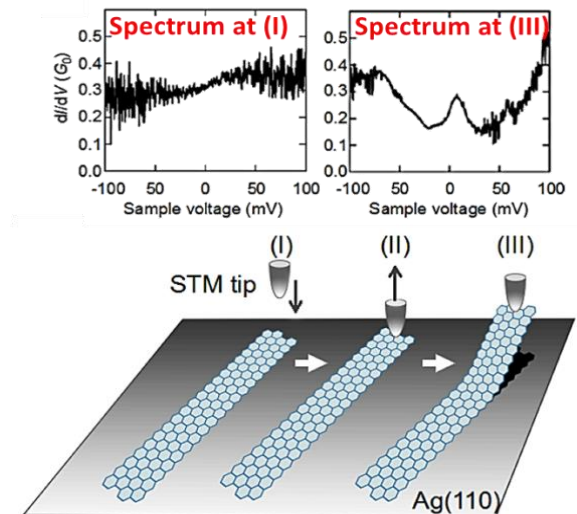 Spectrum at (I)
Spectrum at (III)
dI/dV (G₀)
0.5
0.4
0.3
0.2
0.1
0.0
-100 50 0 50 100
Sample voltage (mV)
0.5
0.4
0.3
0.2
0.1
0.0
-100 50 0 50 100
Sample voltage (mV)
(I)
(II)
(III)
STM tip
Ag(110)